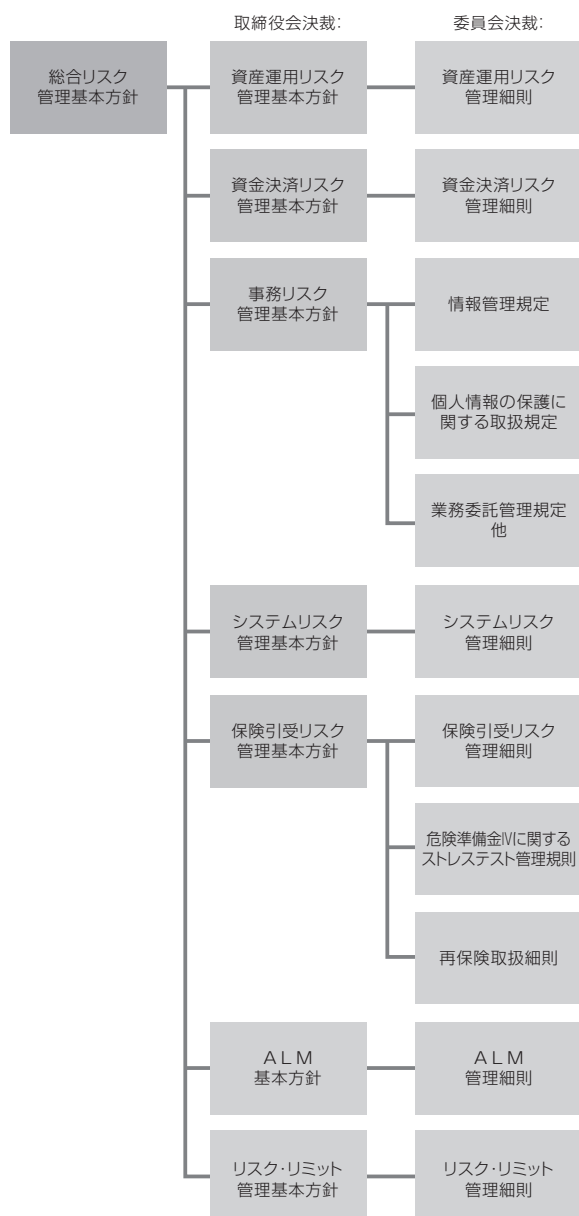 取締役会決裁:
委員会決裁:
総合リスク
管理基本方針
資産運用リスク
管理基本方針
資産運用リスク
管理細則
資金決済リスク
管理基本方針
資金決済リスク
管理細則
事務リスク
管理基本方針
情報管理規定
個人情報の保護に
関する取扱規定
業務委託管理規定
他
システムリスク
管理基本方針
システムリスク
管理細則
保険引受リスク
管理基本方針
保険引受リスク
管理細則
危険準備金Ⅳに関する
ストレステスト管理規則
再保険取扱細則
ＡＬＭ
基本方針
ＡＬＭ
管理細則
リスク・リミット
管理基本方針
リスク・リミット
管理細則